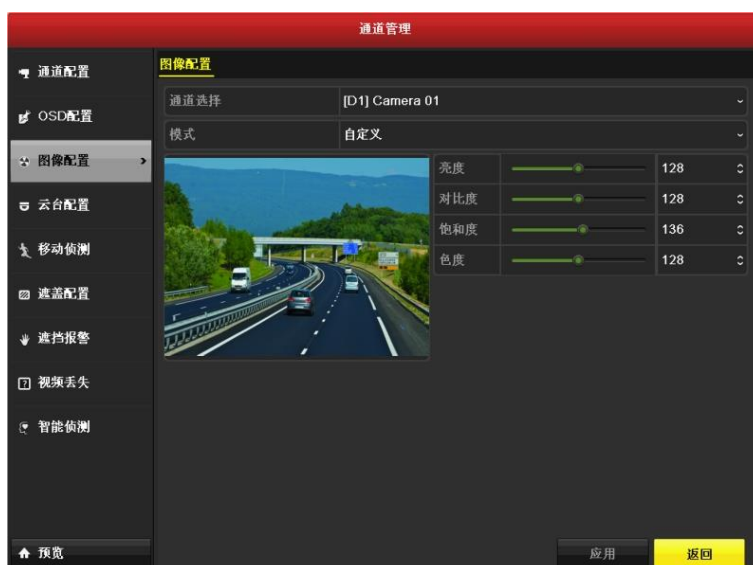 通道管理
通道配置
OSD配置
图像配置
云台配置
移动侦测
遮盖配置
遮挡报警
视频丢失
智能侦测
预览
图像配置
通道选择 [D1] Camera 01
模式 自定义
亮度 128
对比度 128
饱和度 136
色度 128
应用 返回